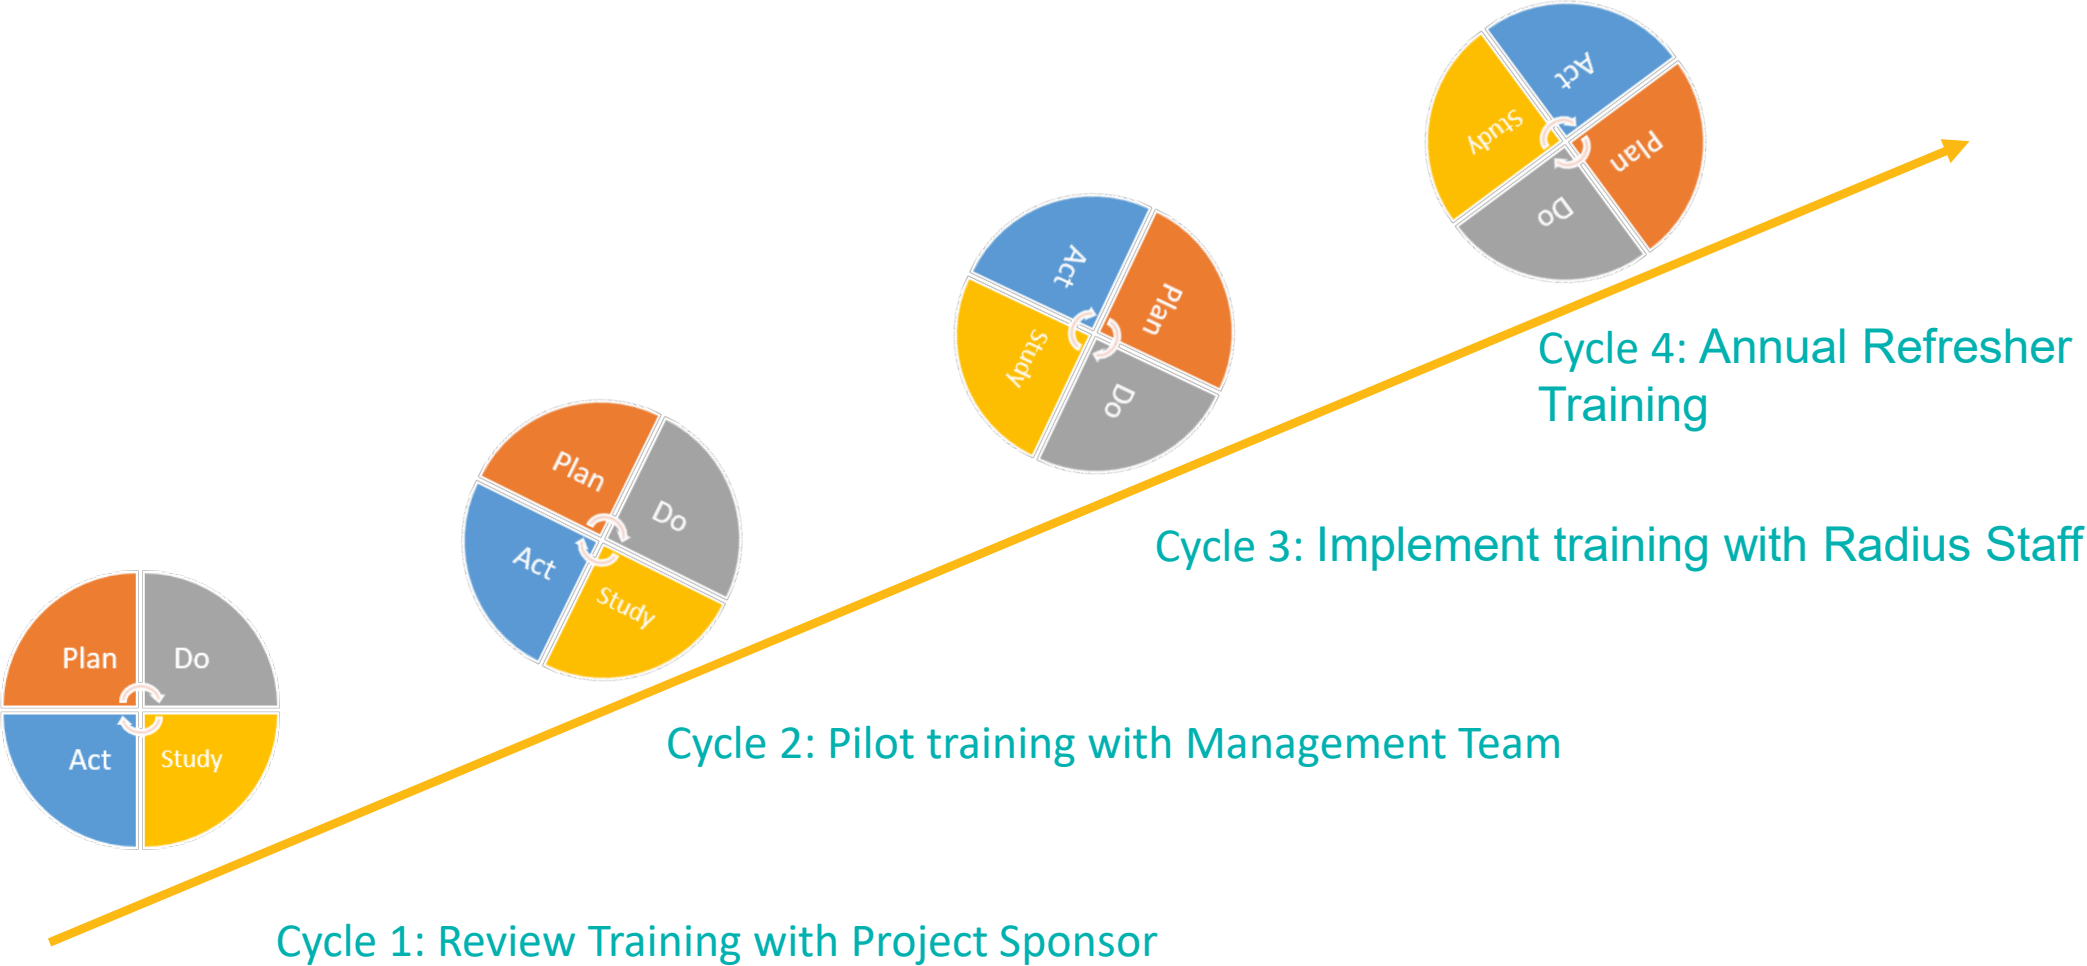 Act
Study
Plan
Do
Act
Plan
Study
Do
Cycle 4: Annual Refresher
Training
Plan
Do
Act
Study
Cycle 3: Implement training with Radius Staff
Plan
Do
Act
Study
Cycle 2: Pilot training with Management Team
Cycle 1: Review Training with Project Sponsor